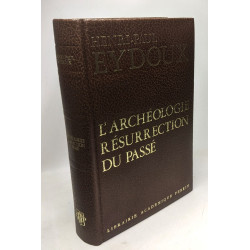 HENRI-PAUL
EYDOUX
L'ARCHÉOLOGIE
RÉSURRECTION
DU PASSÉ
LIBRAIRIE ACADÉMIQUE PERRIN